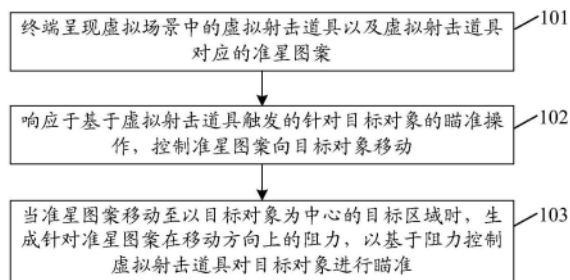 终端呈现虚拟场景中的虚拟射击道具以及虚拟射击道具
对应的准星图案
101
响应于基于虚拟射击道具触发的针对目标对象的瞄准操
作，控制准星图案向目标对象移动
102
当准星图案移动至以目标对象为中心的目标区域时，生
成针对准星图案在移动方向上的阻力，以基于阻力控制
虚拟射击道具对目标对象进行瞄准
103